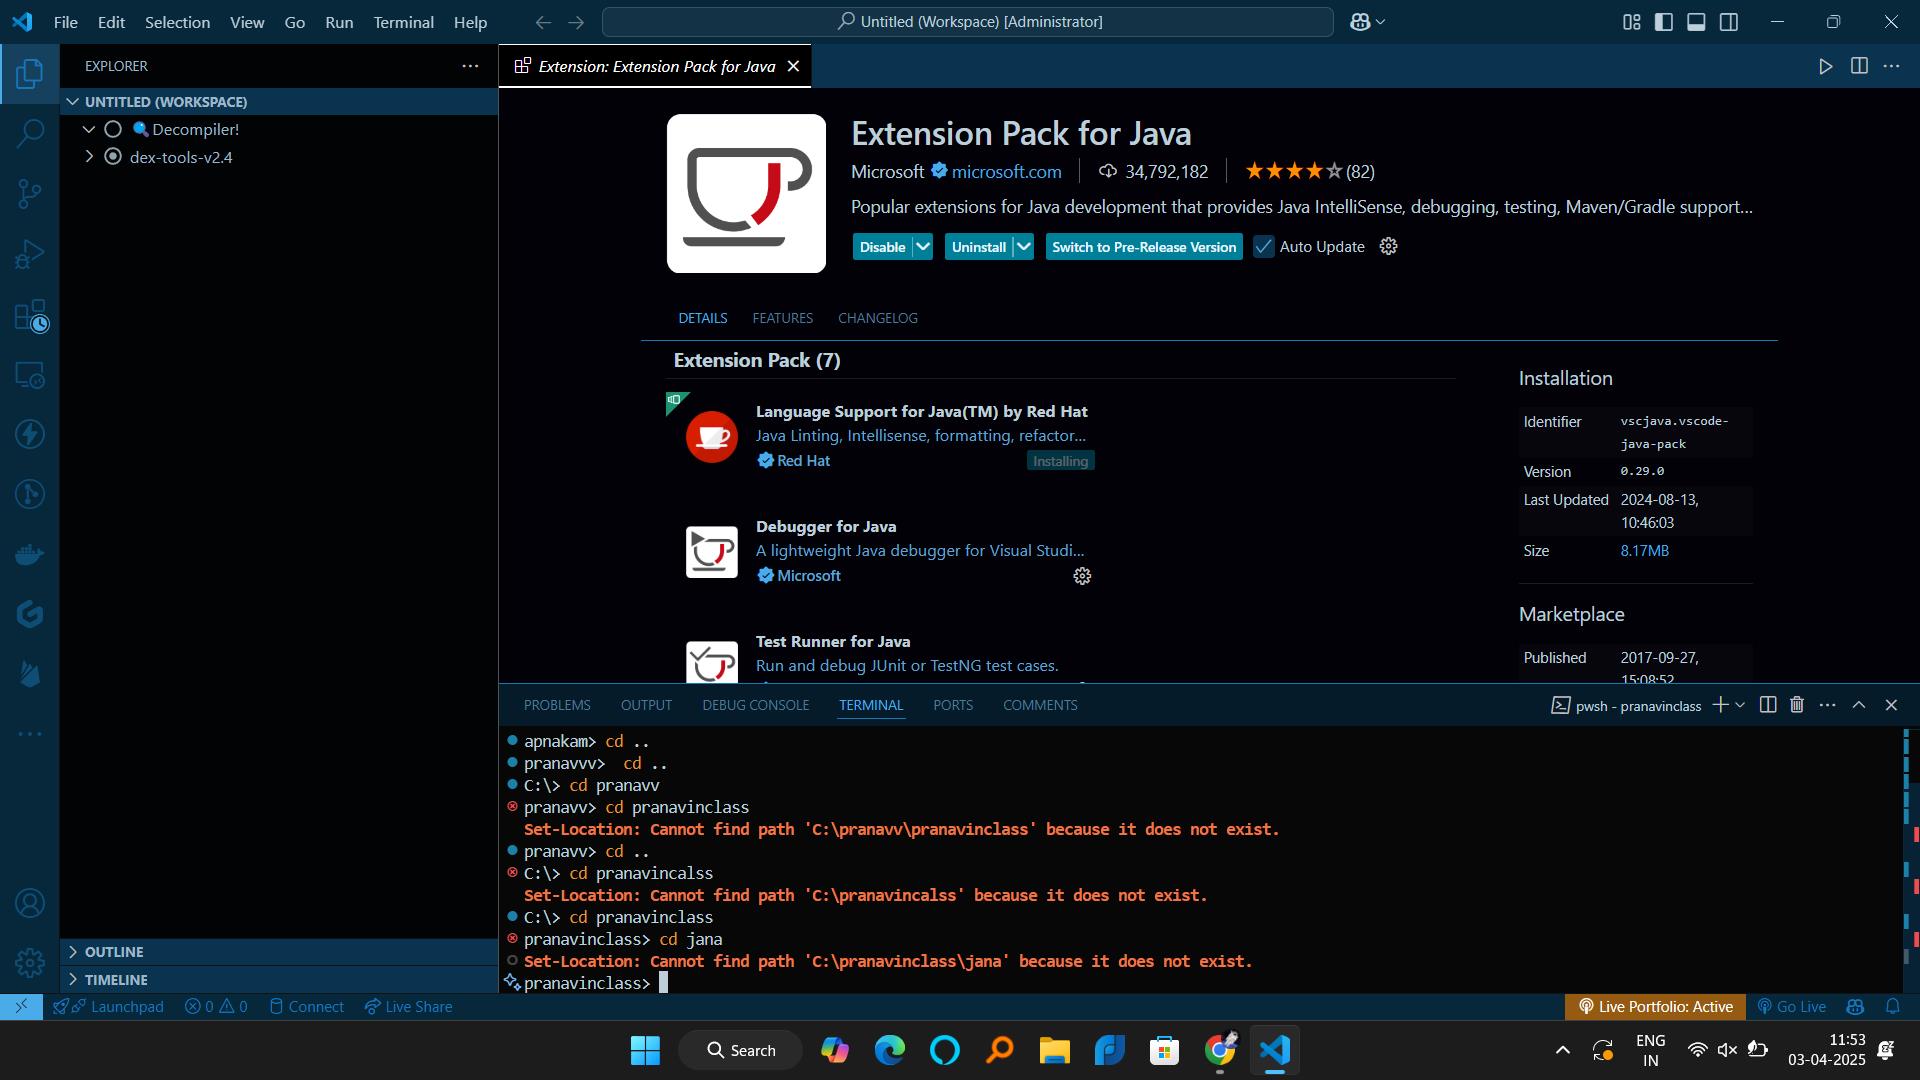 File Edit Selection View Go Run Terminal Help
Untitled (Workspace) [Administrator]
EXPLORER
Extension: Extension Pack for Java
UNTITLED (WORKSPACE)
Decompiler!
dex-tools-v2.4
Extension Pack for Java
Microsoft microsoft.com 34,792,182 (82)
Popular extensions for Java development that provides Java IntelliSense, debugging, testing, Maven/Gradle support...
Disable Uninstall Switch to Pre-Release Version Auto Update
DETAILS FEATURES CHANGELOG
Extension Pack (7)
Language Support for Java(TM) by Red Hat
Java Linting, Intellisense, formatting, refactor...
Red Hat Installing
Debugger for Java
A lightweight Java debugger for Visual Studi...
Microsoft
Test Runner for Java
Run and debug JUnit or TestNG test cases.
Installation
Identifier vscjava.vscode-
java-pack
Version 0.29.0
Last Updated 2024-08-13,
10:46:03
Size 8.17MB
Marketplace
Published 2017-09-27,
15:08:52
PROBLEMS OUTPUT DEBUG CONSOLE TERMINAL PORTS COMMENTS
pwsh - pranavinclass
apnakam> cd ..
pranavvv>  cd ..
C:\> cd pranavv
pranavv> cd pranavinclass
Set-Location: Cannot find path 'C:\pranavv\pranavinclass' because it does not exist.
pranavv> cd ..
C:\> cd pranavincalss
Set-Location: Cannot find path 'C:\pranavincalss' because it does not exist.
C:\> cd pranavinclass
pranavinclass> cd jana
Set-Location: Cannot find path 'C:\pranavinclass\jana' because it does not exist.
pranavinclass>
OUTLINE
TIMELINE
Launchpad 0 0 Connect Live Share
Live Portfolio: Active Go Live
Search
ENG
IN
11:53
03-04-2025